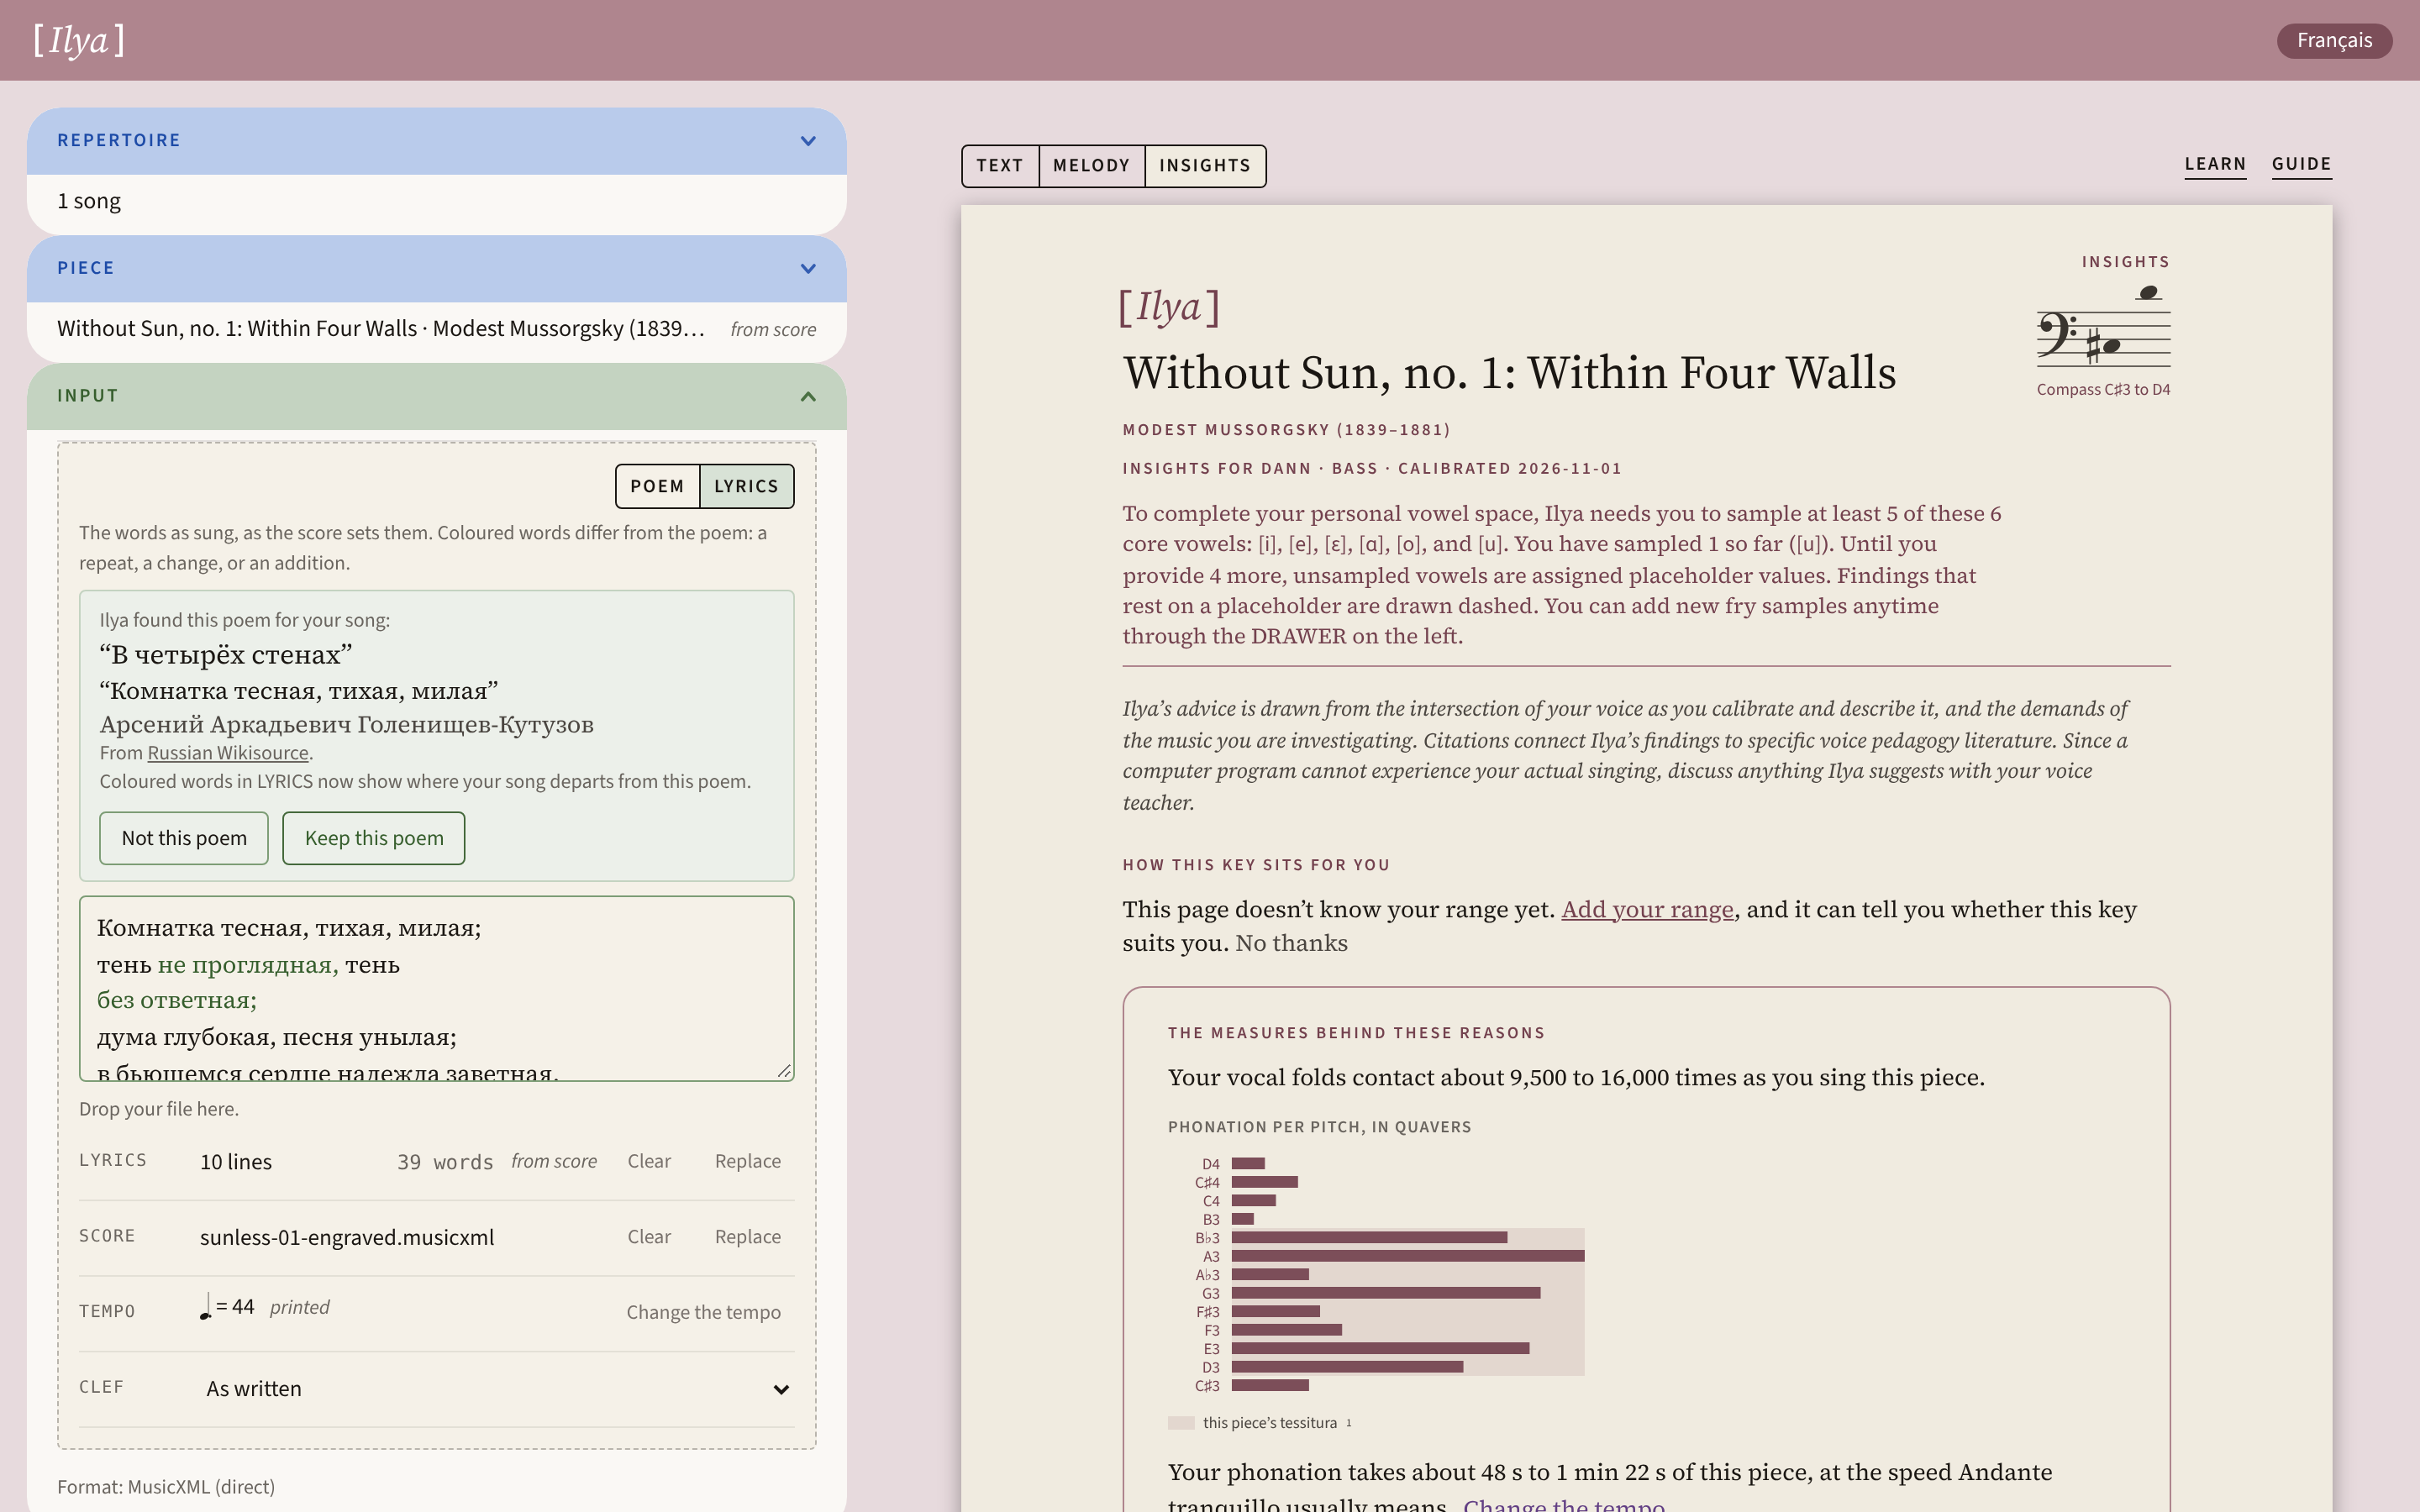 [Ilya]
Français
REPERTOIRE
1 song
PIECE
Without Sun, no. 1: Within Four Walls · Modest Mussorgsky (1839… from score
INPUT
POEM LYRICS
The words as sung, as the score sets them. Coloured words differ from the poem: a
repeat, a change, or an addition.
Ilya found this poem for your song:
“В четырёх стенах”
“Комнатка тесная, тихая, милая”
Арсений Аркадьевич Голенищев-Кутузов
From Russian Wikisource.
Coloured words in LYRICS now show where your song departs from this poem.
Not this poem Keep this poem
Комнатка тесная, тихая, милая;
тень не проглядная, тень
без ответная;
дума глубокая, песня унылая;
в бьющемся сердце надежда заветная,
Drop your file here.
LYRICS 10 lines 39 words from score Clear Replace
SCORE sunless-01-engraved.musicxml Clear Replace
TEMPO = 44 printed Change the tempo
CLEF As written
Format: MusicXML (direct)
TEXT MELODY INSIGHTS
LEARN GUIDE
INSIGHTS
[Ilya]
Without Sun, no. 1: Within Four Walls
Compass C♯3 to D4
MODEST MUSSORGSKY (1839–1881)
INSIGHTS FOR DANN · BASS · CALIBRATED 2026-11-01
To complete your personal vowel space, Ilya needs you to sample at least 5 of these 6
core vowels: [i], [e], [ɛ], [ɑ], [o], and [u]. You have sampled 1 so far ([u]). Until you
provide 4 more, unsampled vowels are assigned placeholder values. Findings that
rest on a placeholder are drawn dashed. You can add new fry samples anytime
through the DRAWER on the left.
Ilya’s advice is drawn from the intersection of your voice as you calibrate and describe it, and the demands of
the music you are investigating. Citations connect Ilya’s findings to specific voice pedagogy literature. Since a
computer program cannot experience your actual singing, discuss anything Ilya suggests with your voice
teacher.
HOW THIS KEY SITS FOR YOU
This page doesn’t know your range yet. Add your range, and it can tell you whether this key
suits you. No thanks
THE MEASURES BEHIND THESE REASONS
Your vocal folds contact about 9,500 to 16,000 times as you sing this piece.
PHONATION PER PITCH, IN QUAVERS
D4
C♯4
C4
B3
B♭3
A3
A♭3
G3
F♯3
F3
E3
D3
C♯3
this piece’s tessitura 1
Your phonation takes about 48 s to 1 min 22 s of this piece, at the speed Andante
tranquillo usually means. Change the tempo